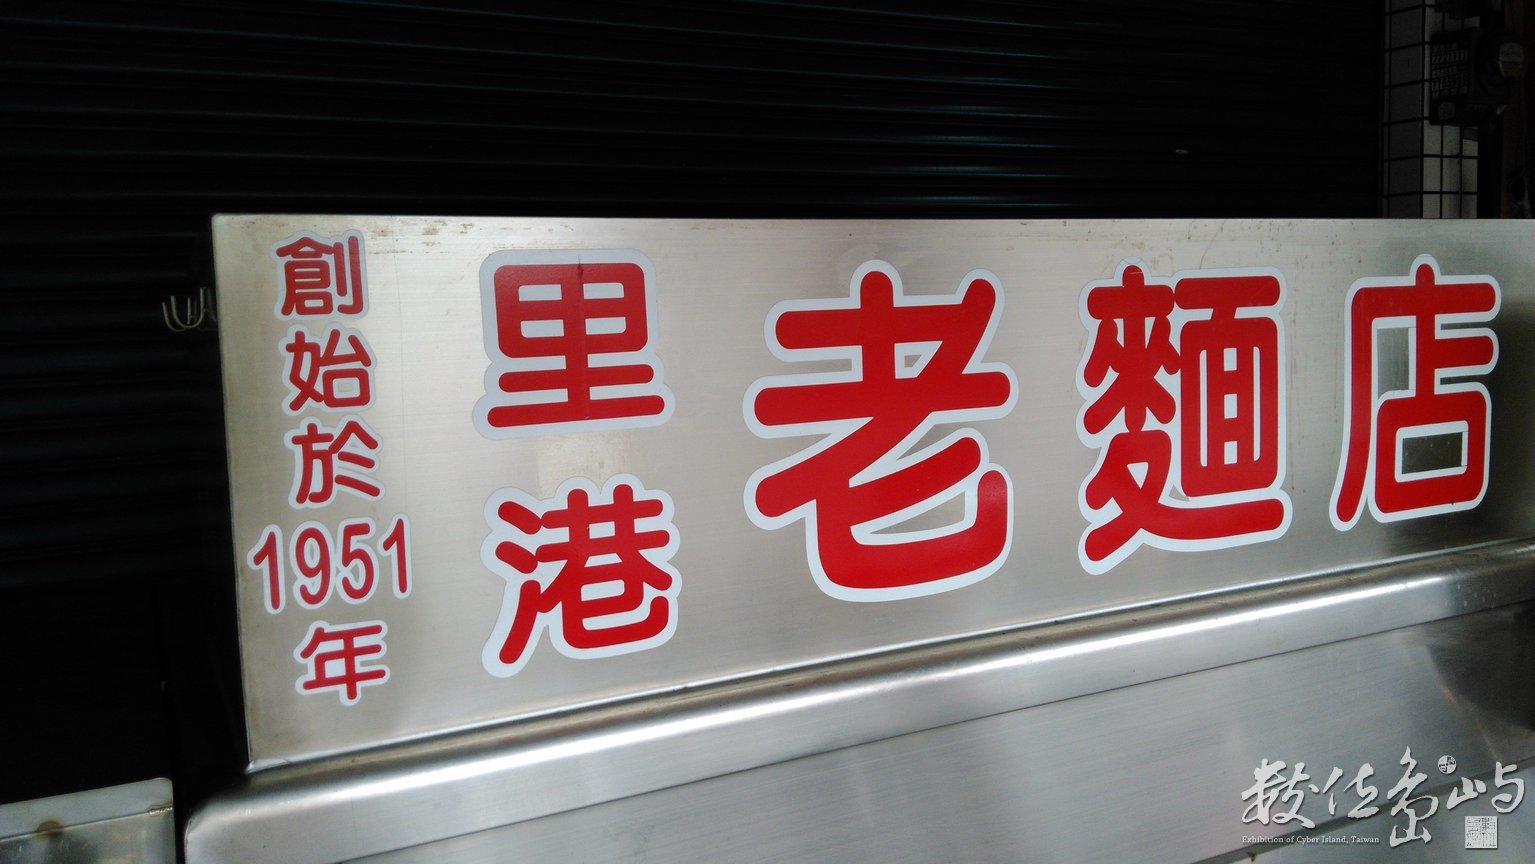 創始於1951年
里港
老麵店
數位島嶼
Exhibition of Cyber Island, Taiwan